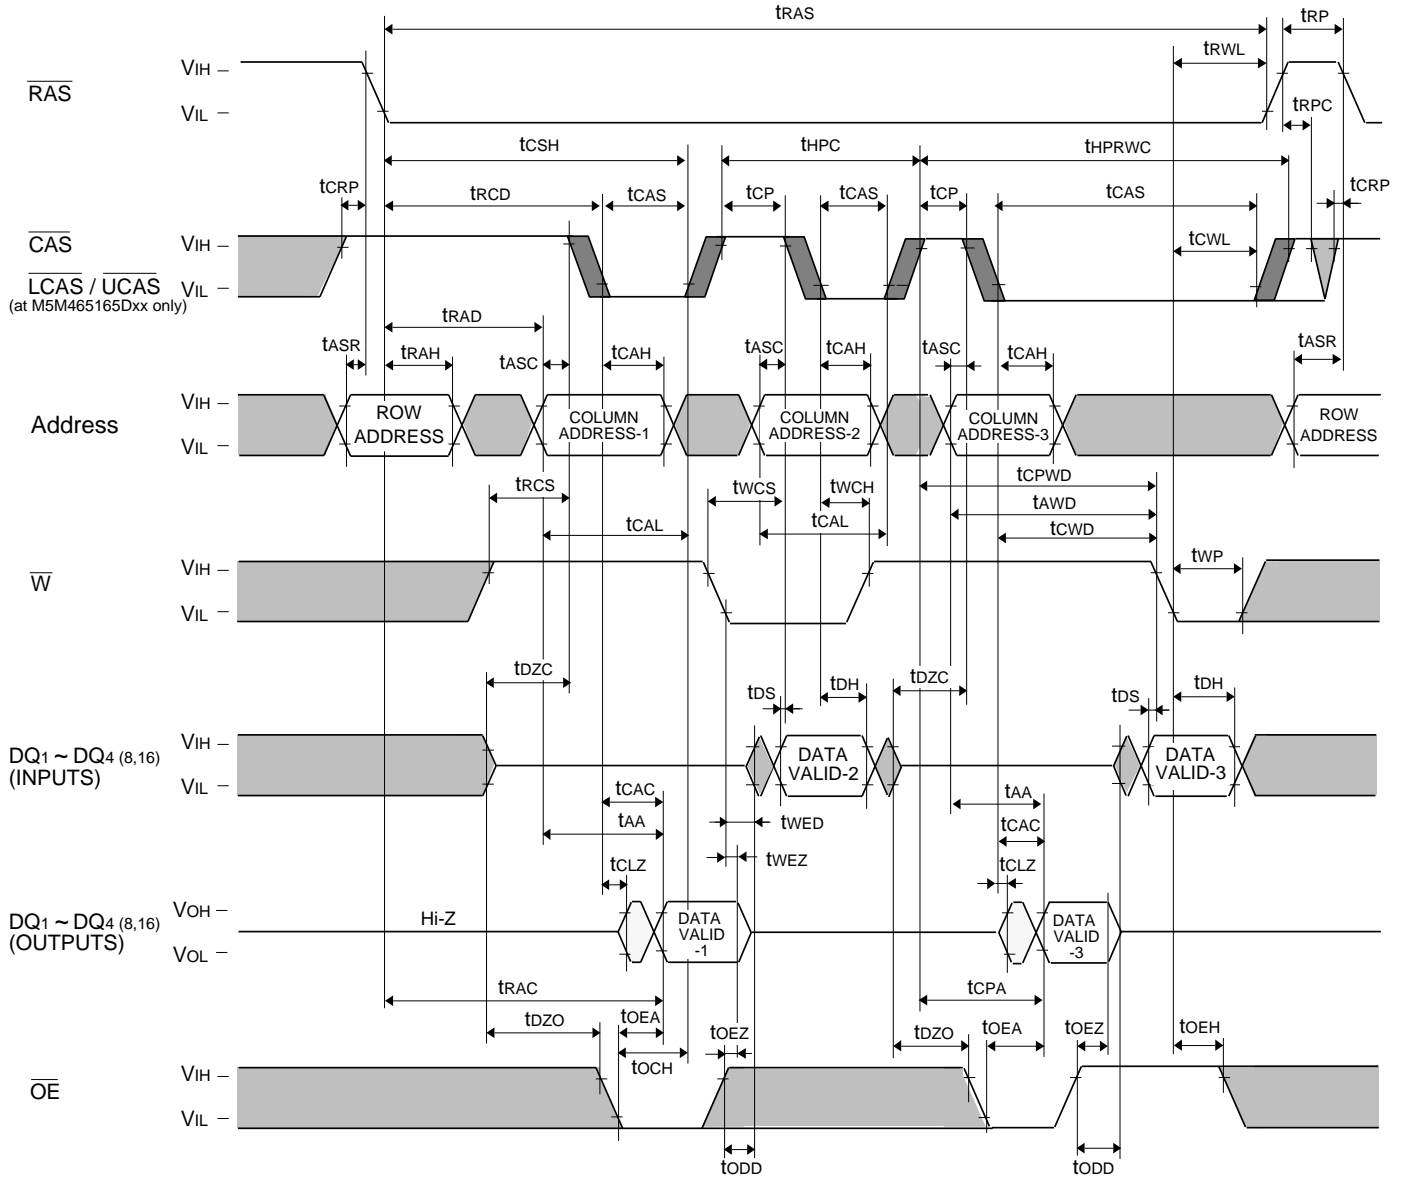 tRAS
tRP
tRWL
RAS
VIH
VIL
tRPC
tCSH
tHPC
tHPRWC
tCRP
tRCD
tCAS
tCP
tCAS
tCP
tCAS
tCRP
CAS
VIH
tCWL
LCAS / UCAS
VIL
(at M5M465165Dxx only)
tRAD
tASR
tRAH
tASC
tCAH
tASC
tCAH
tASC
tCAH
tASR
Address
VIH
VIL
ROW
ADDRESS
COLUMN
ADDRESS-1
COLUMN
ADDRESS-2
COLUMN
ADDRESS-3
ROW
ADDRESS
tRCS
tWCS
tWCH
tCPWD
tAWD
tCAL
tCAL
tCWD
W
VIH
VIL
tWP
tDZC
tDS
tDH
tDZC
tDS
tDH
DQ1 ~ DQ4 (8,16)
(INPUTS)
VIH
VIL
DATA
VALID-2
DATA
VALID-3
tCAC
tAA
tAA
tWED
tCAC
tWEZ
tCLZ
tCLZ
DQ1 ~ DQ4 (8,16)
(OUTPUTS)
VOH
VOL
Hi-Z
DATA
VALID
-1
DATA
VALID
-3
tRAC
tCPA
tDZO
tOEA
tOEZ
tDZO
tOEA
tOEZ
tOEH
tOCH
OE
VIH
VIL
tODD
tODD